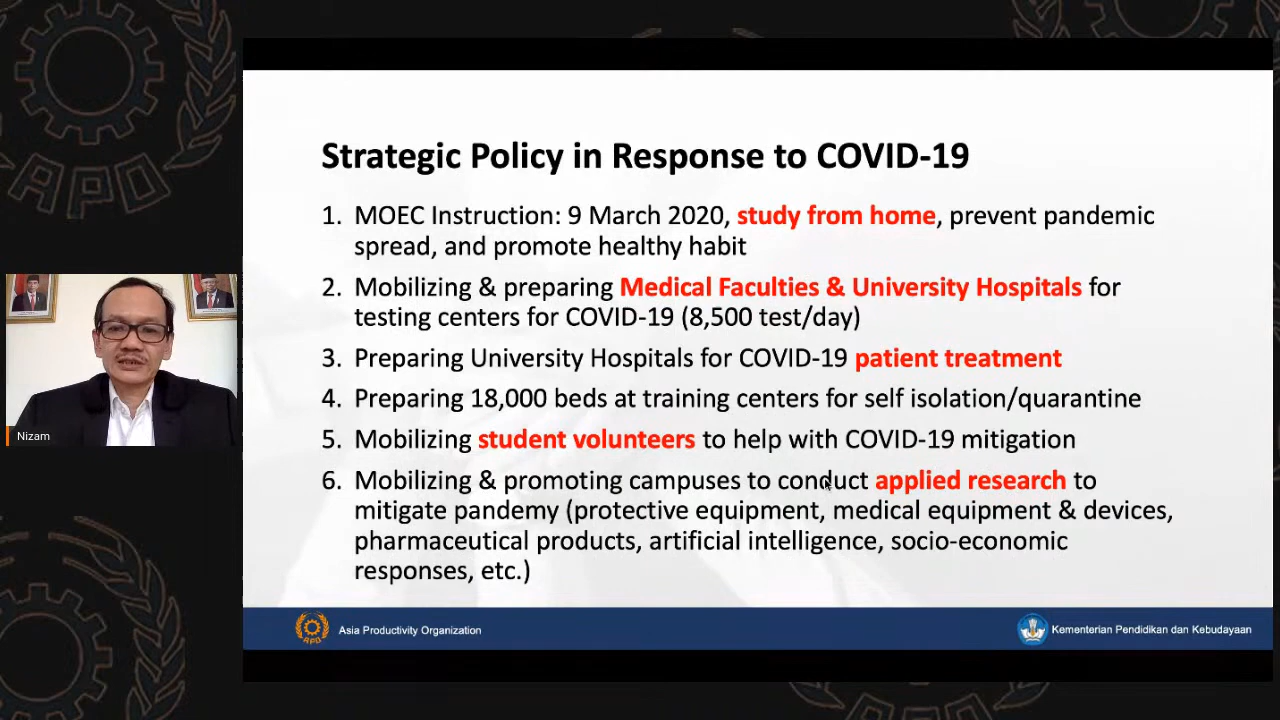 Strategic Policy in Response to COVID-19
1. MOEC Instruction: 9 March 2020, study from home, prevent pandemic
spread, and promote healthy habit
2. Mobilizing & preparing Medical Faculties & University Hospitals for
testing centers for COVID-19 (8,500 test/day)
3. Preparing University Hospitals for COVID-19 patient treatment
4. Preparing 18,000 beds at training centers for self isolation/quarantine
5. Mobilizing student volunteers to help with COVID-19 mitigation
6. Mobilizing & promoting campuses to conduct applied research to
mitigate pandemy (protective equipment, medical equipment & devices,
pharmaceutical products, artificial intelligence, socio-economic
responses, etc.)
Nizam
APO
Asia Productivity Organization
Kementerian Pendidikan dan Kebudayaan
APO